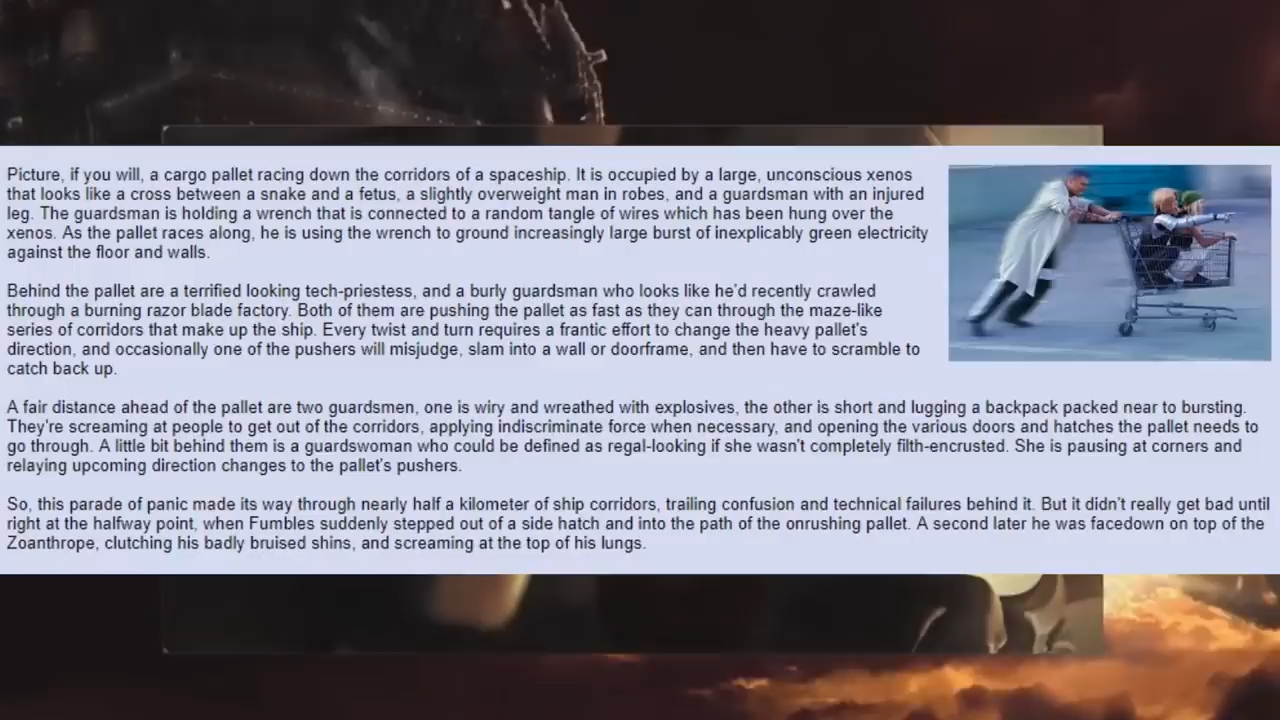 Picture, if you will, a cargo pallet racing down the corridors of a spaceship. It is occupied by a large, unconscious xenos
that looks like a cross between a snake and a fetus, a slightly overweight man in robes, and a guardsman with an injured
leg. The guardsman is holding a wrench that is connected to a random tangle of wires which has been hung over the
xenos. As the pallet races along, he is using the wrench to ground increasingly large burst of inexplicably green electricity
against the floor and walls.
Behind the pallet are a terrified looking tech-priestess, and a burly guardsman who looks like he'd recently crawled
through a burning razor blade factory. Both of them are pushing the pallet as fast as they can through the maze-like
series of corridors that make up the ship. Every twist and turn requires a frantic effort to change the heavy pallet's
direction, and occasionally one of the pushers will misjudge, slam into a wall or doorframe, and then have to scramble to
catch back up.
A fair distance ahead of the pallet are two guardsmen, one is wiry and wreathed with explosives, the other is short and lugging a backpack packed near to bursting.
They're screaming at people to get out of the corridors, applying indiscriminate force when necessary, and opening the various doors and hatches the pallet needs to
go through. A little bit behind them is a guardswoman who could be defined as regal-looking if she wasn't completely filth-encrusted. She is pausing at corners and
relaying upcoming direction changes to the pallet's pushers.
So, this parade of panic made its way through nearly half a kilometer of ship corridors, trailing confusion and technical failures behind it. But it didn't really get bad until
right at the halfway point, when Fumbles suddenly stepped out of a side hatch and into the path of the onrushing pallet. A second later he was facedown on top of the
Zoanthrope, clutching his badly bruised shins, and screaming at the top of his lungs.